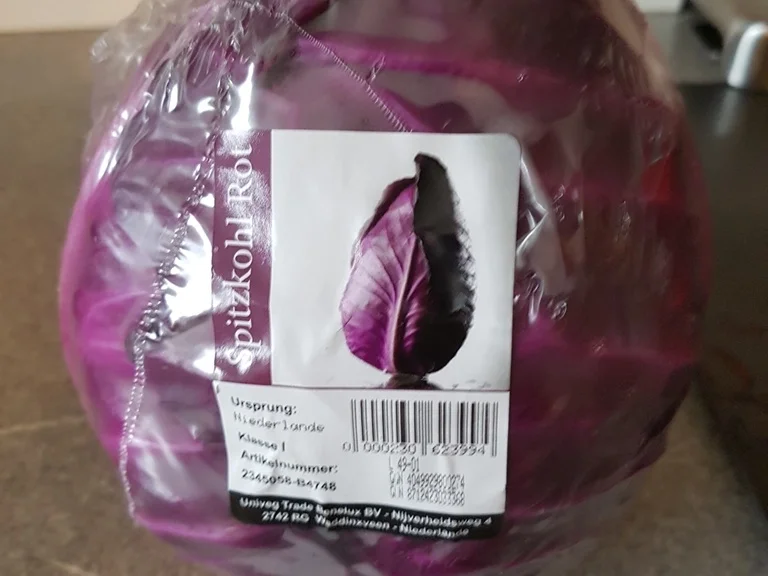 Spitzkohl Rot
Ursprung:
Niederlande
Klasse I
Artikelnummer:
2345058-B4748
0 000230 623994
L 49-01
Univeg Trade Benelux BV - Nijverheidsweg 4
2742 RG Waddinxveen - Niederlande